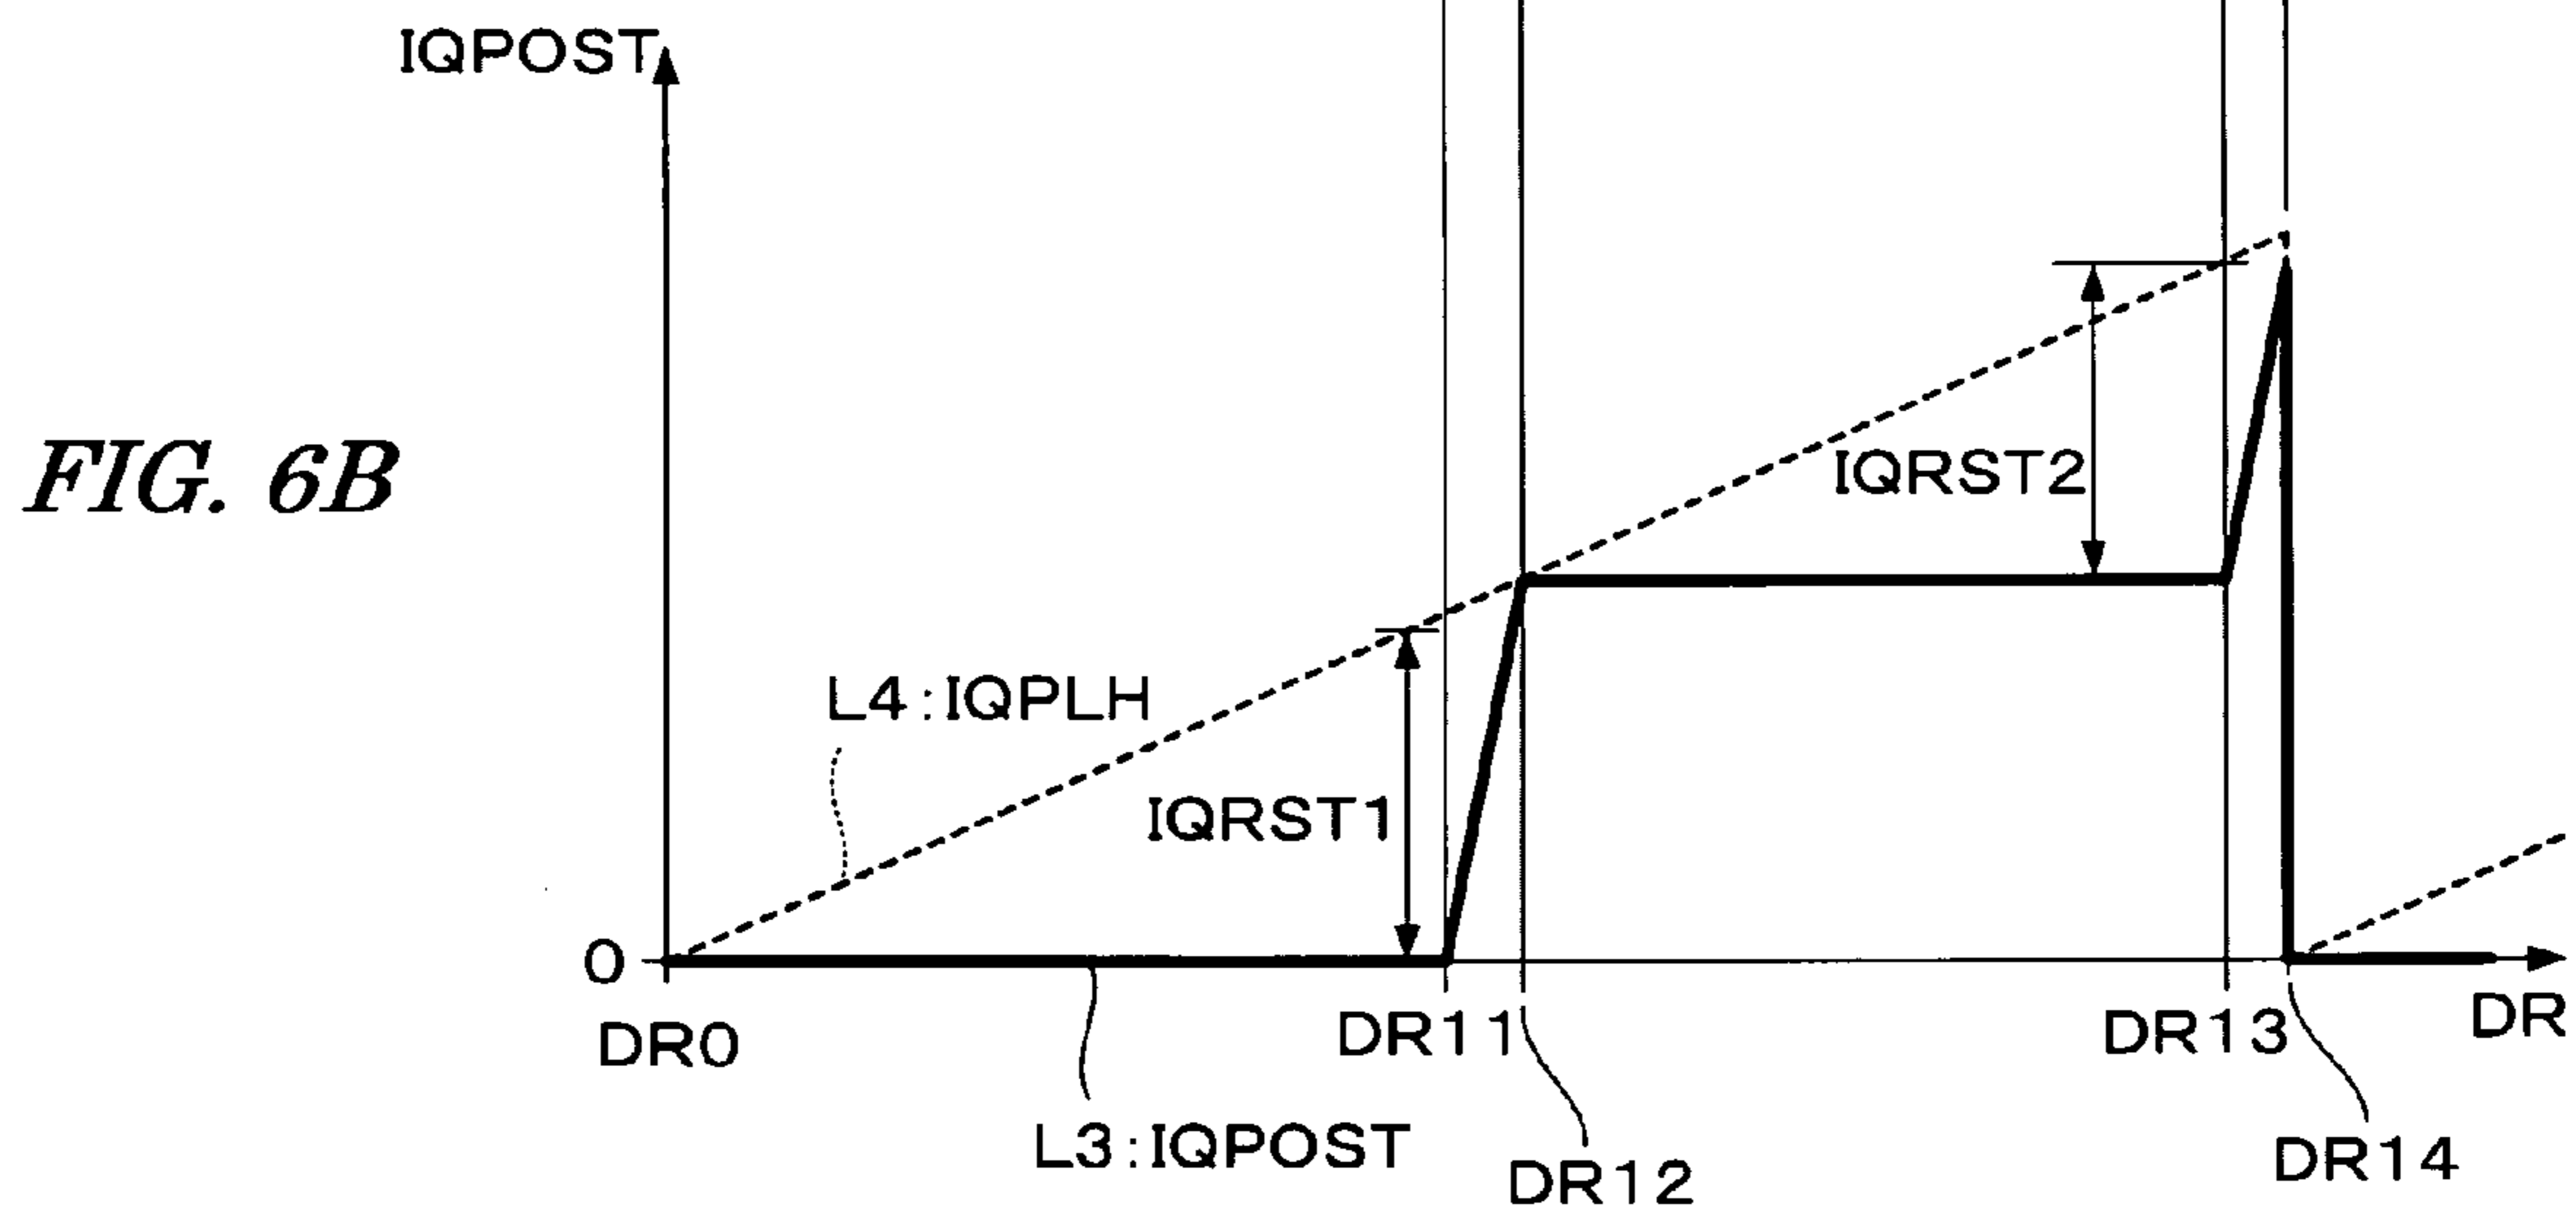 IQPOST
FIG. 6B
IQRST2
L4:IQPLH
IQRST1
0
DR0
DR11
DR13
DR
L3:IQPOST
DR12
DR14